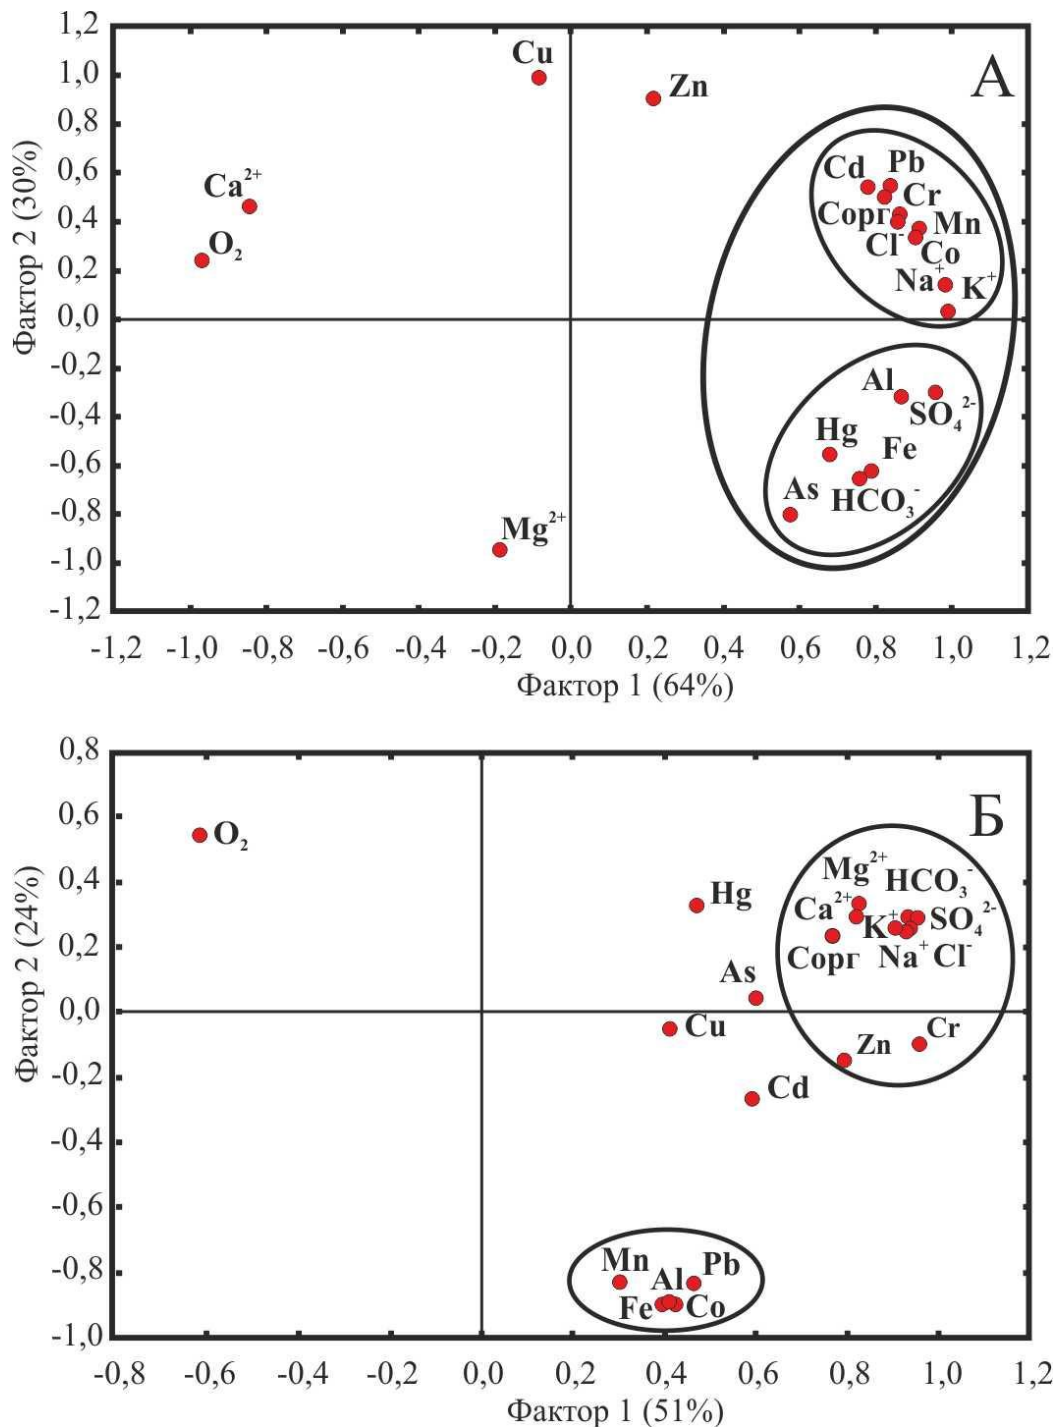 1,2
1,0
0,8
0,6
0,4
0,2
0,0
-0,2
-0,4
-0,6
-0,8
-1,0
-1,2
Фактор 2 (30%)
Cu
Zn
А
Ca²⁺
O₂
Cd Pb
Сорг Cr
Cl⁻ Mn
Co
Na⁺ K⁺
Al
SO₄²⁻
Hg Fe
As HCO₃⁻
Mg²⁺
-1,2 -1,0 -0,8 -0,6 -0,4 -0,2 0,0 0,2 0,4 0,6 0,8 1,0 1,2
Фактор 1 (64%)
0,8
0,6
0,4
0,2
0,0
-0,2
-0,4
-0,6
-0,8
-1,0
Фактор 2 (24%)
O₂
Б
Hg
Mg²⁺ HCO₃⁻
Ca²⁺ K⁺ SO₄²⁻
Сорг Na⁺ Cl⁻
As
Cu
Zn Cr
Cd
Mn Al Pb
Fe Co
-0,8 -0,6 -0,4 -0,2 0,0 0,2 0,4 0,6 0,8 1,0 1,2
Фактор 1 (51%)